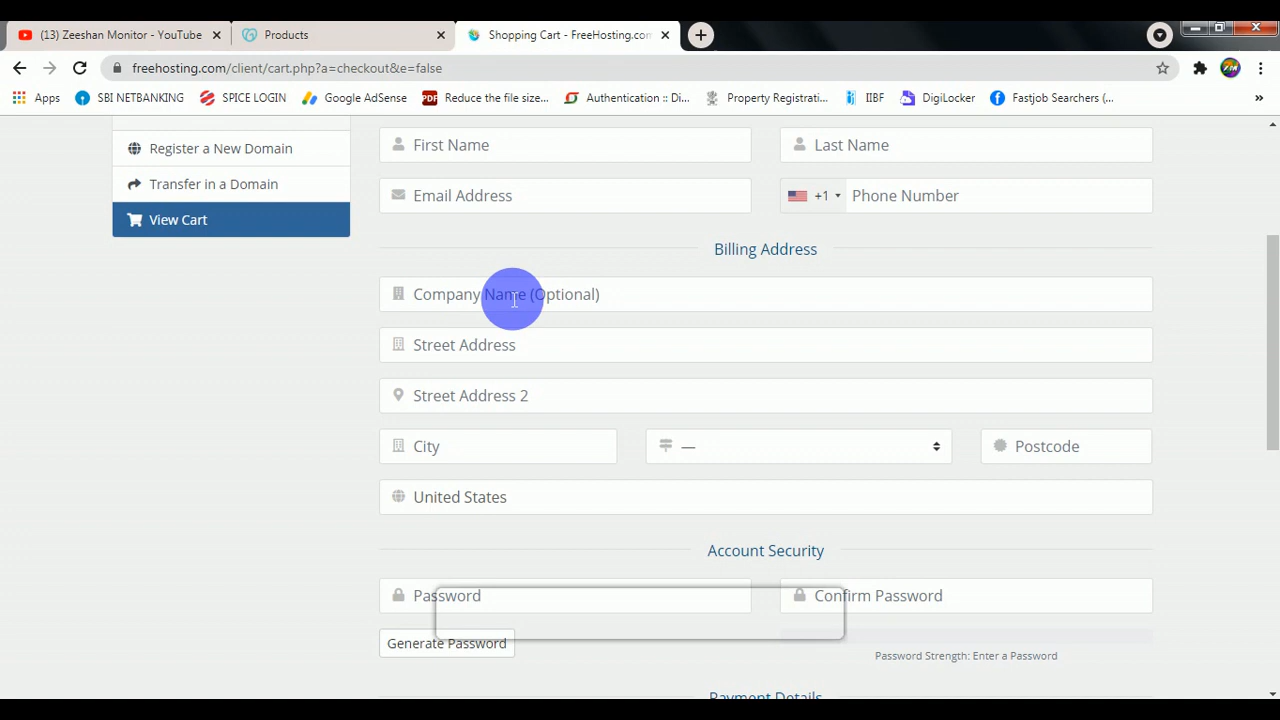 (13) Zeeshan Monitor - YouTube
Products
Shopping Cart - FreeHosting.com
freehosting.com/client/cart.php?a=checkout&e=false
Apps
SBI NETBANKING
SPICE LOGIN
Google AdSense
PDF
Reduce the file size...
Authentication :: Di...
Property Registrati...
IIBF
DigiLocker
Fastjob Searchers (...
»
Register a New Domain
Transfer in a Domain
View Cart
First Name
Last Name
Email Address
+1
Phone Number
Billing Address
Company Name (Optional)
Street Address
Street Address 2
City
—
Postcode
United States
Account Security
Password
Confirm Password
Generate Password
Password Strength: Enter a Password
Payment Details